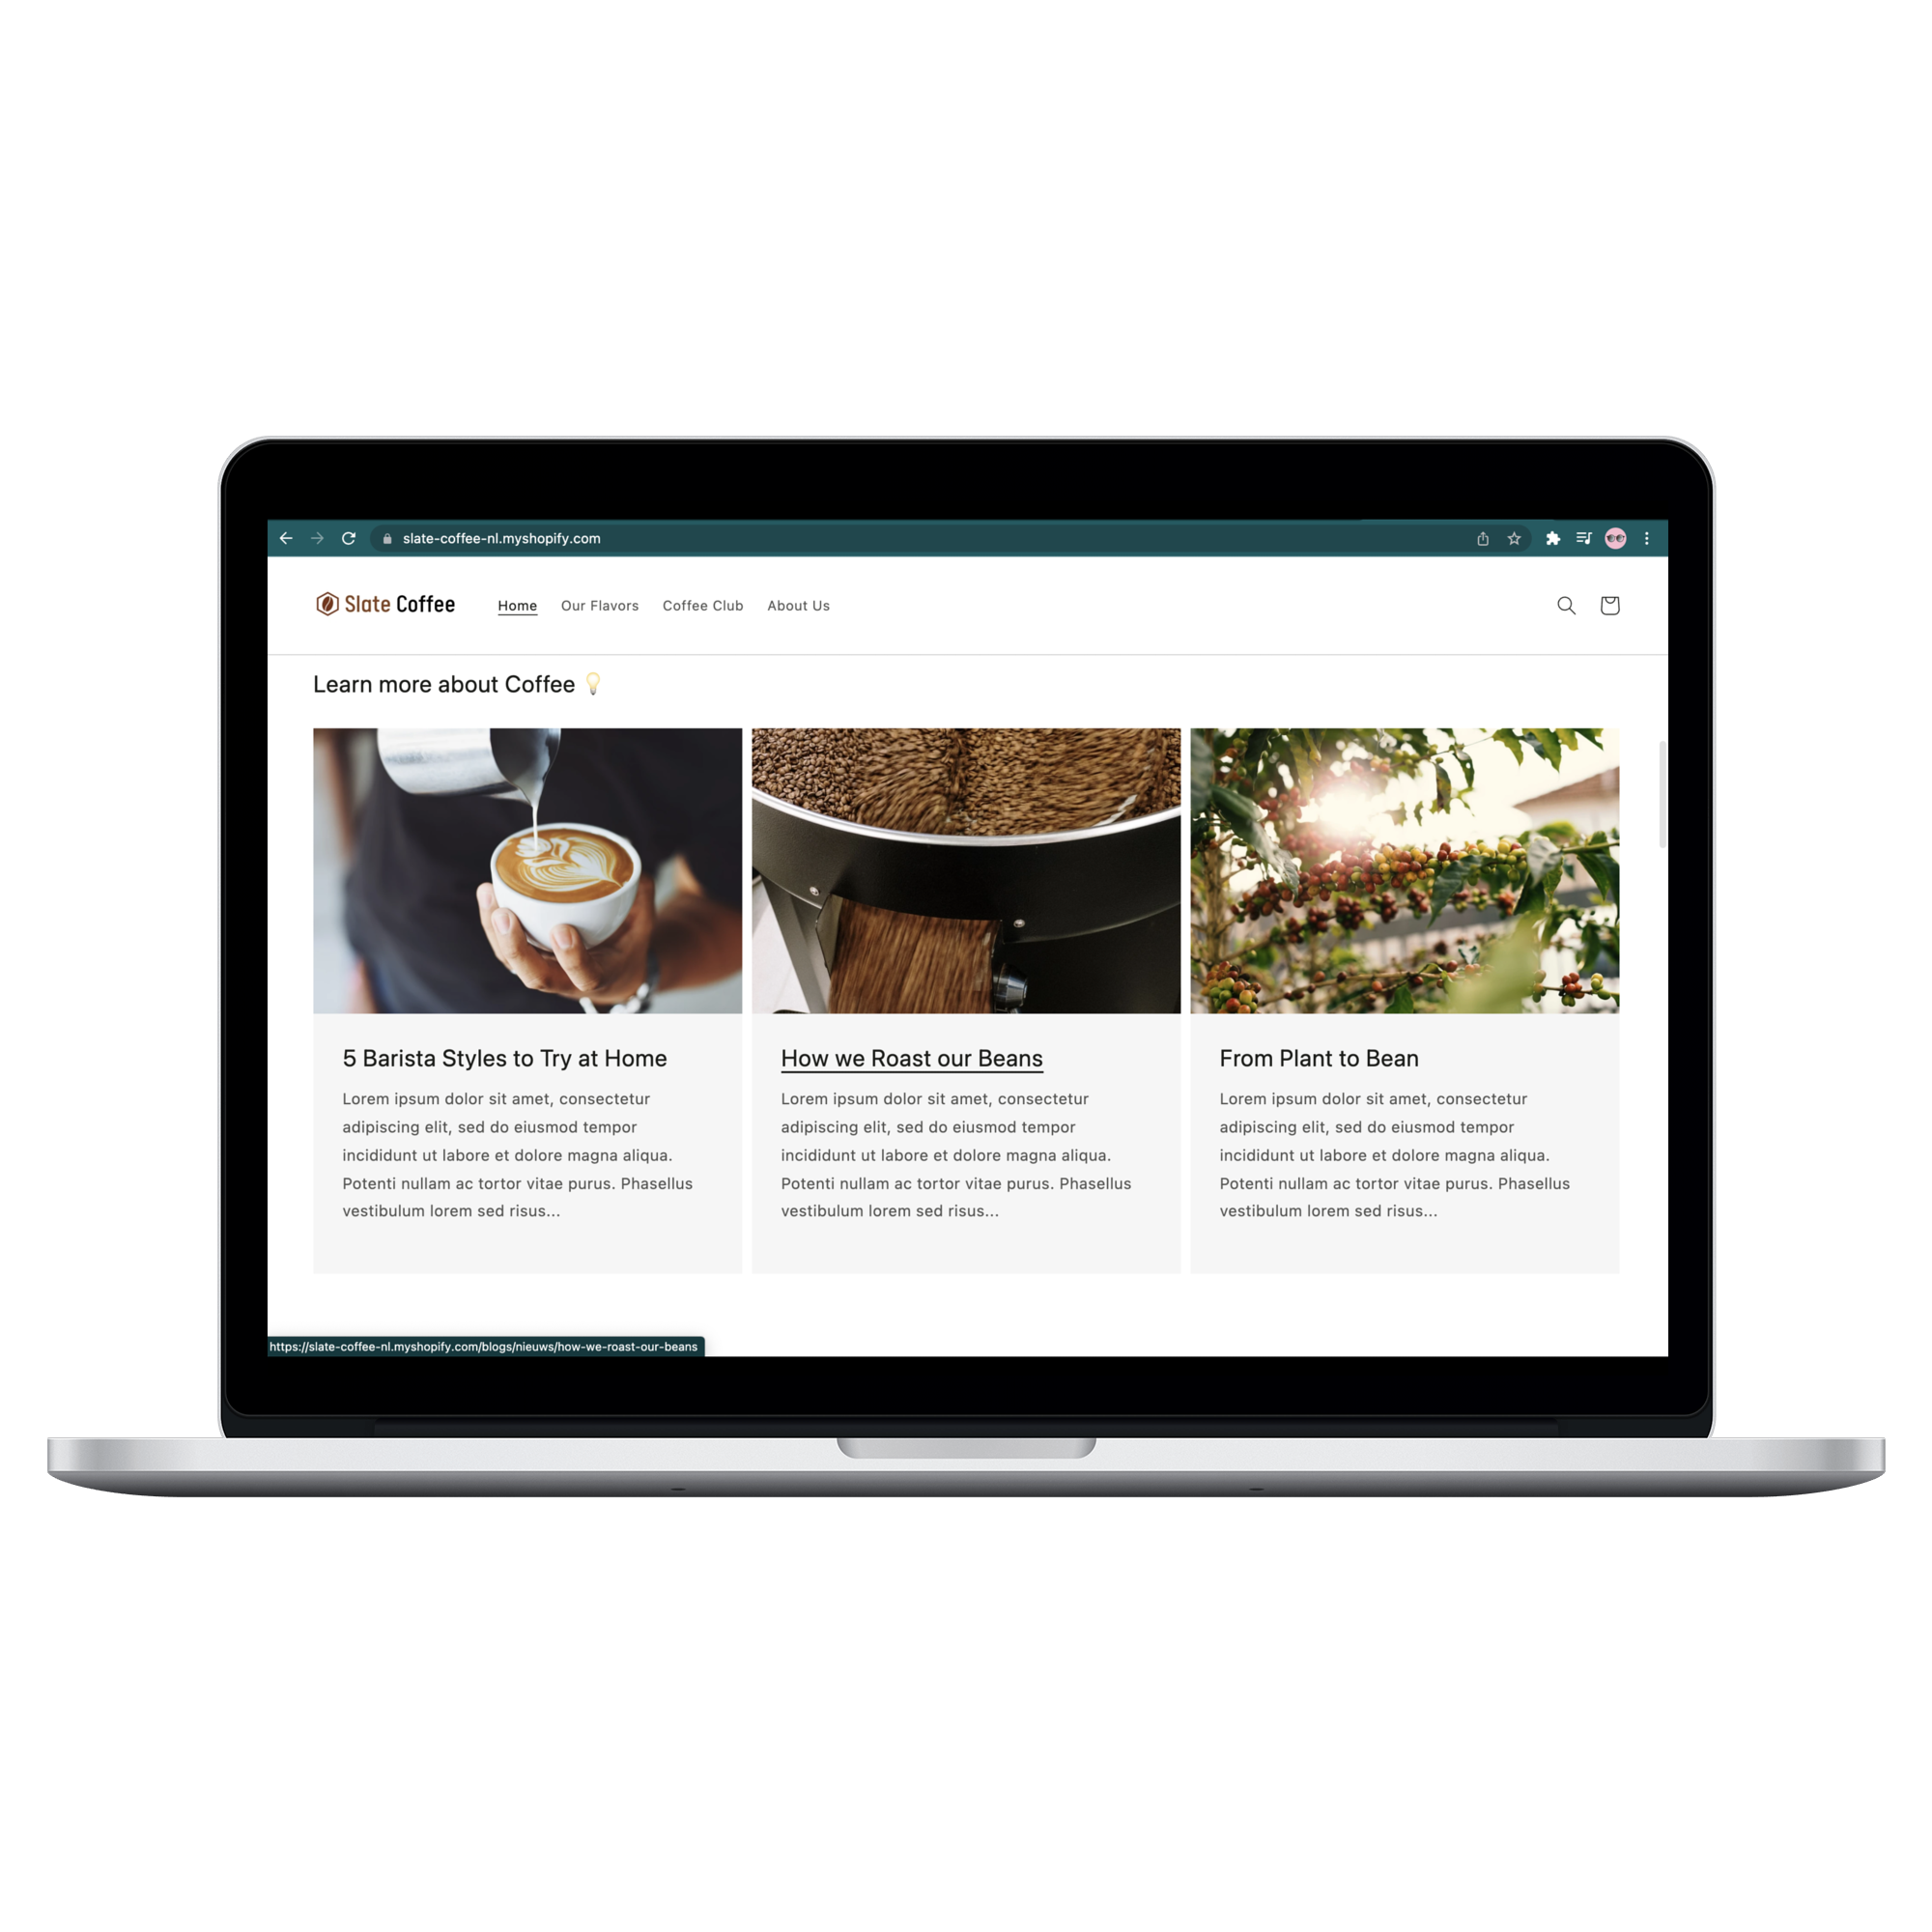 slate-coffee-nl.myshopify.com
Slate Coffee
Home Our Flavors Coffee Club About Us
Learn more about Coffee 💡
5 Barista Styles to Try at Home
Lorem ipsum dolor sit amet, consectetur
adipiscing elit, sed do eiusmod tempor
incididunt ut labore et dolore magna aliqua.
Potenti nullam ac tortor vitae purus. Phasellus
vestibulum lorem sed risus...
How we Roast our Beans
Lorem ipsum dolor sit amet, consectetur
adipiscing elit, sed do eiusmod tempor
incididunt ut labore et dolore magna aliqua.
Potenti nullam ac tortor vitae purus. Phasellus
vestibulum lorem sed risus...
From Plant to Bean
Lorem ipsum dolor sit amet, consectetur
adipiscing elit, sed do eiusmod tempor
incididunt ut labore et dolore magna aliqua.
Potenti nullam ac tortor vitae purus. Phasellus
vestibulum lorem sed risus...
https://slate-coffee-nl.myshopify.com/blogs/nieuws/how-we-roast-our-beans